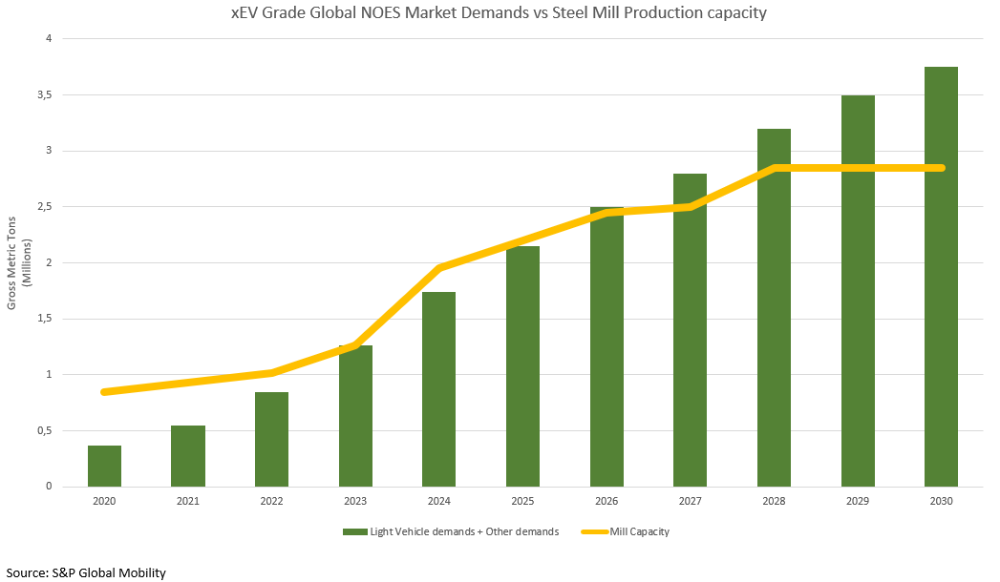 xEV Grade Global NOES Market Demands vs Steel Mill Production capacity
4
3,5
3
2,5
2
1,5
1
0,5
0
Gross Metric Tons
(Millions)
2020 2021 2022 2023 2024 2025 2026 2027 2028 2029 2030
Light Vehicle demands + Other demands Mill Capacity
Source: S&P Global Mobility